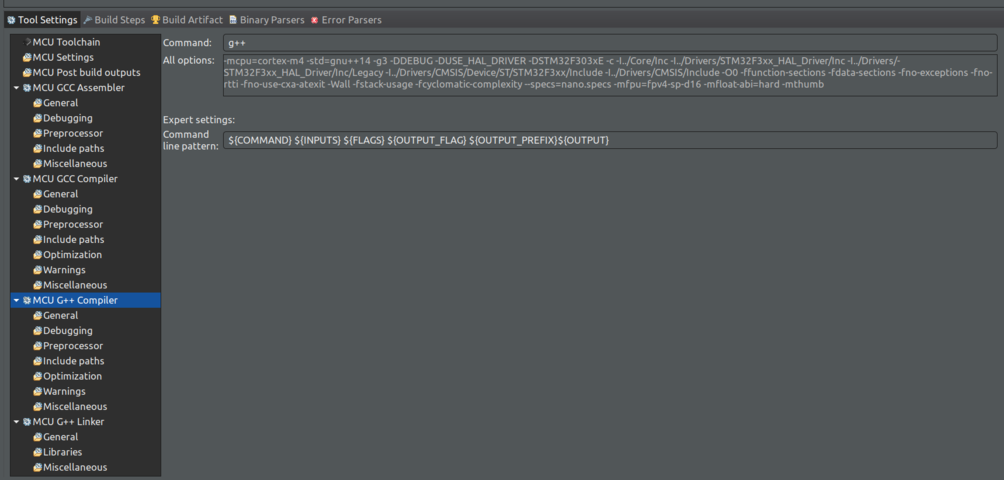 Tool Settings Build Steps Build Artifact Binary Parsers Error Parsers
MCU Toolchain
MCU Settings
MCU Post build outputs
MCU GCC Assembler
General
Debugging
Preprocessor
Include paths
Miscellaneous
MCU GCC Compiler
General
Debugging
Preprocessor
Include paths
Optimization
Warnings
Miscellaneous
MCU G++ Compiler
General
Debugging
Preprocessor
Include paths
Optimization
Warnings
Miscellaneous
MCU G++ Linker
General
Libraries
Miscellaneous
Command: g++
All options: -mcpu=cortex-m4 -std=gnu++14 -g3 -DDEBUG -DUSE_HAL_DRIVER -DSTM32F303xE -c -I../Core/Inc -I../Drivers/STM32F3xx_HAL_Driver/Inc -I../Drivers/-
STM32F3xx_HAL_Driver/Inc/Legacy -I../Drivers/CMSIS/Device/ST/STM32F3xx/Include -I../Drivers/CMSIS/Include -O0 -ffunction-sections -fdata-sections -fno-exceptions -fno-
rtti -fno-use-cxa-atexit -Wall -fstack-usage -fcyclomatic-complexity --specs=nano.specs -mfpu=fpv4-sp-d16 -mfloat-abi=hard -mthumb
Expert settings:
Command
line pattern: ${COMMAND} ${INPUTS} ${FLAGS} ${OUTPUT_FLAG} ${OUTPUT_PREFIX}${OUTPUT}